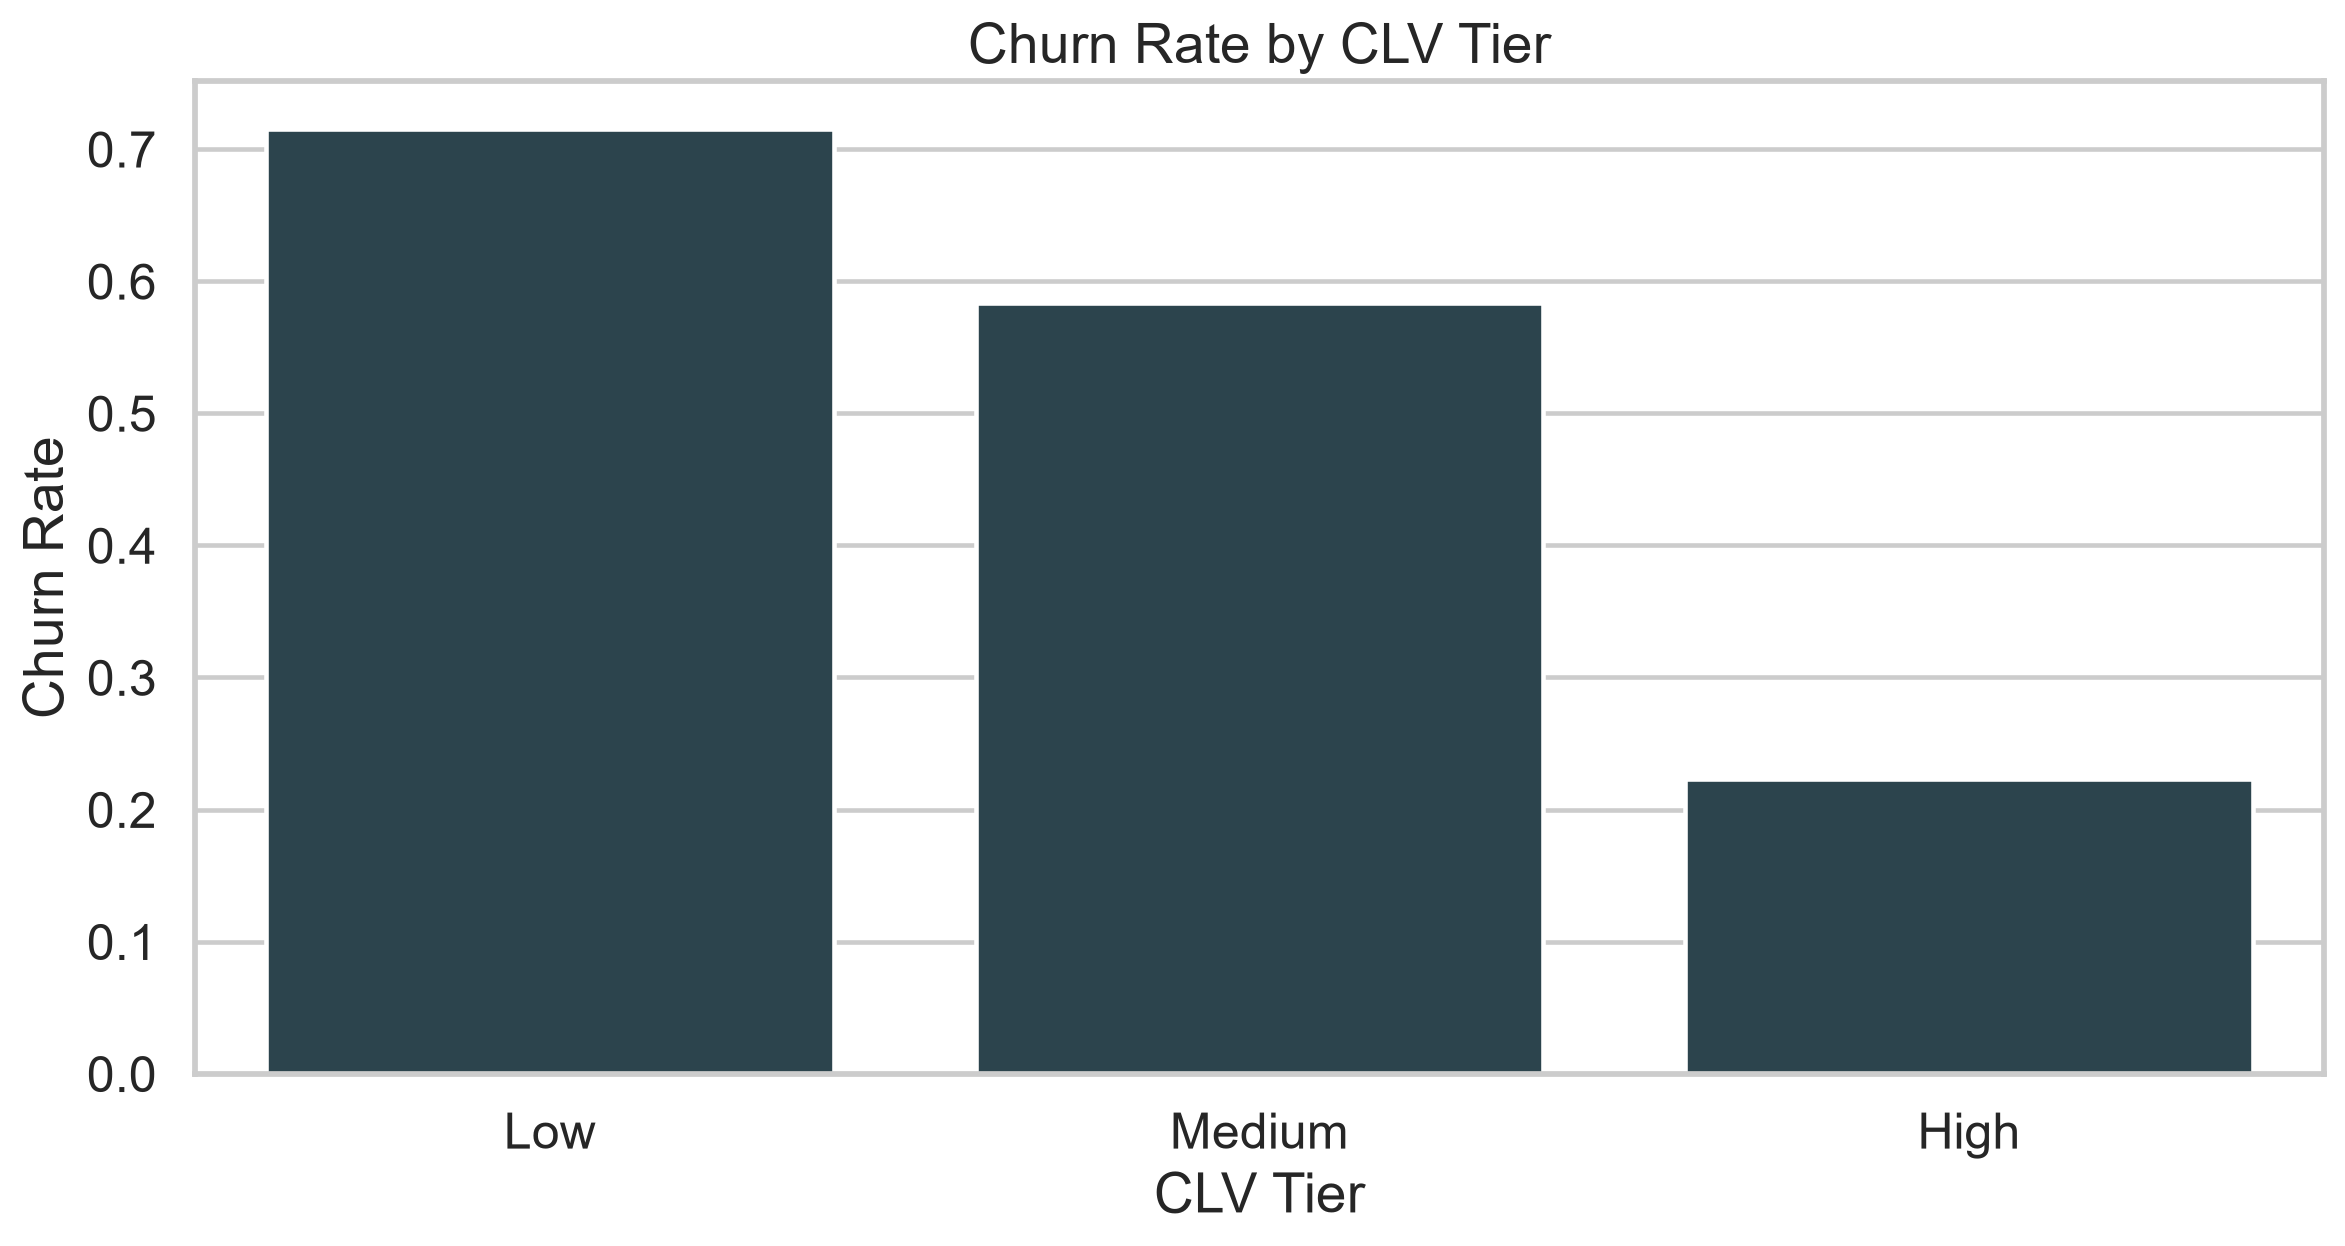 Churn Rate by CLV Tier
Churn Rate
0.7
0.6
0.5
0.4
0.3
0.2
0.1
0.0
Low
Medium
High
CLV Tier